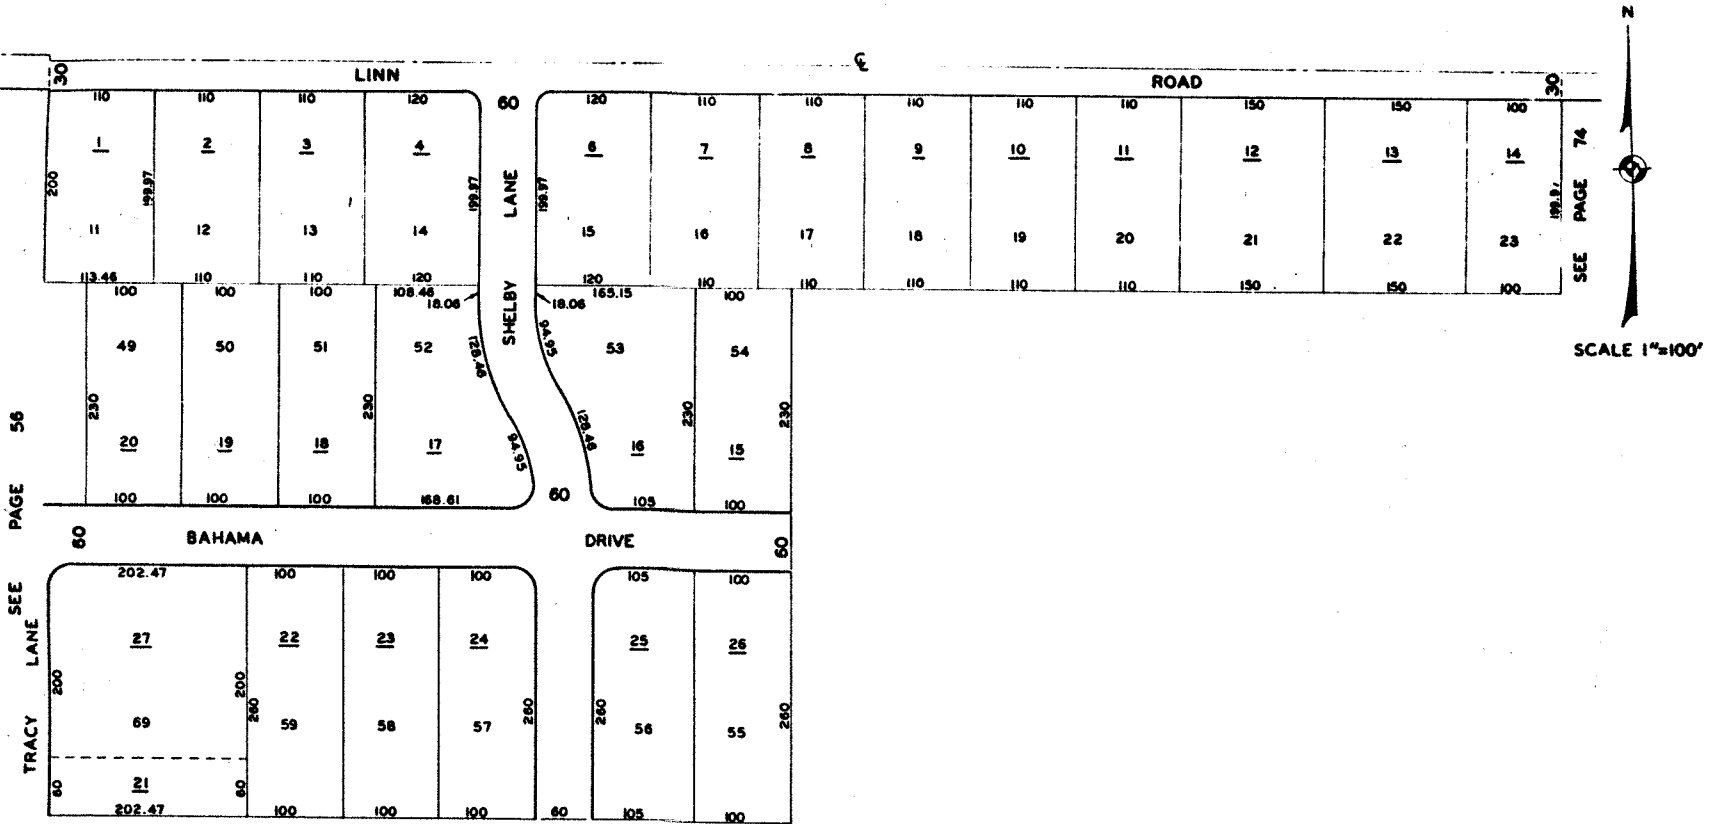 N
30 LINN ℄ ROAD 30
110 110 110 120 60 120 110 110 110 110 110 150 150 100
1 2 3 4 6 7 8 9 10 11 12 13 14
200 199.97 199.97 SHELBY LANE 199.97 SEE PAGE 74
11 12 13 14 15 16 17 18 19 20 21 22 23
113.46 110 110 120 120 110 110 110 110 110 150 150 100
100 100 100 108.46 165.15 100
18.06 18.06
49 50 51 52 128.46 94.95 53 54
SCALE 1"=100'
230 230 128.46 230 230
20 19 18 17 94.95 16 15
100 100 100 168.61 60 105 100
SEE PAGE 56
60 BAHAMA DRIVE 60
202.47 100 100 100 105 100
TRACY LANE
27 22 23 24 25 26
200 200 260 260 260 260
69 59 58 57 56 55
60 21 60
202.47 100 100 100 60 105 100